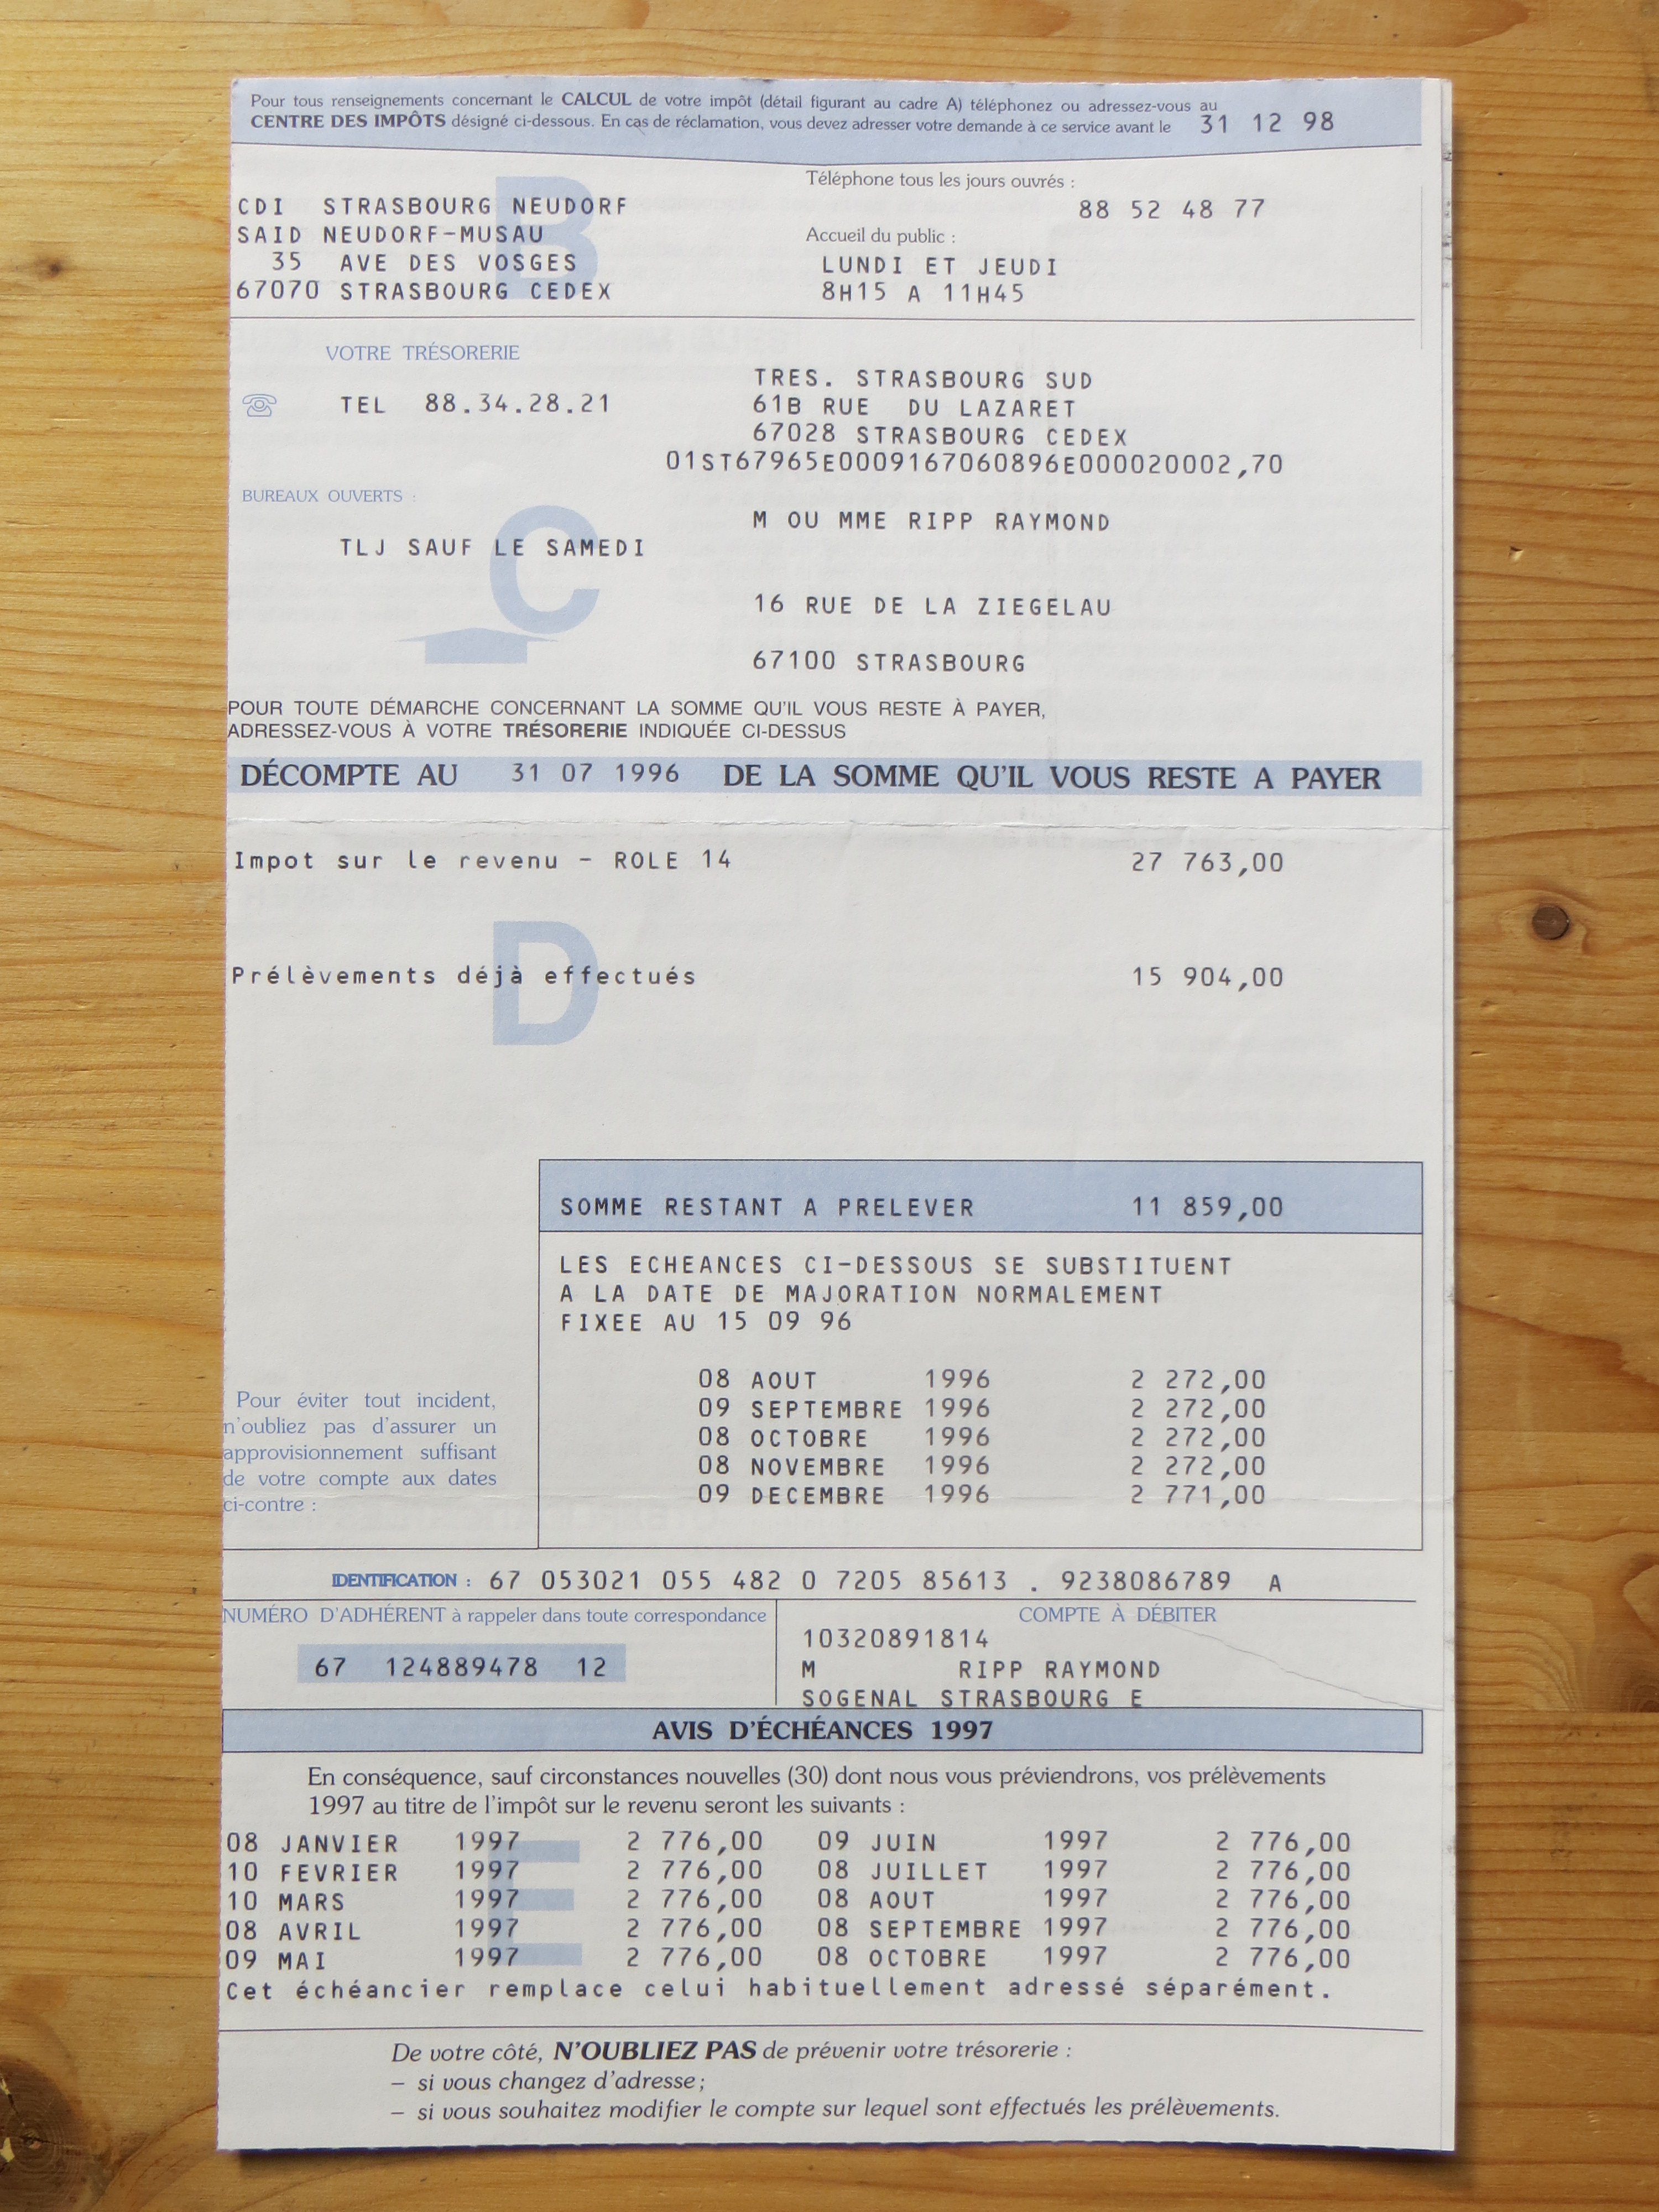 Pour tous renseignements concernant le CALCUL de votre impôt (détail figurant au cadre A) téléphonez ou adressez-vous au
CENTRE DES IMPÔTS désigné ci-dessous. En cas de réclamation, vous devez adresser votre demande à ce service avant le 31 12 98
B
Téléphone tous les jours ouvrés :
CDI STRASBOURG NEUDORF 88 52 48 77
SAID NEUDORF-MUSAU Accueil du public :
35 AVE DES VOSGES LUNDI ET JEUDI
67070 STRASBOURG CEDEX 8H15 A 11H45
VOTRE TRÉSORERIE
TEL 88.34.28.21
TRES. STRASBOURG SUD
61B RUE DU LAZARET
67028 STRASBOURG CEDEX
01ST67965E0009167060896E000020002,70
BUREAUX OUVERTS :
TLJ SAUF LE SAMEDI
C
M OU MME RIPP RAYMOND
16 RUE DE LA ZIEGELAU
67100 STRASBOURG
POUR TOUTE DÉMARCHE CONCERNANT LA SOMME QU'IL VOUS RESTE À PAYER,
ADRESSEZ-VOUS À VOTRE TRÉSORERIE INDIQUÉE CI-DESSUS
DÉCOMPTE AU 31 07 1996 DE LA SOMME QU'IL VOUS RESTE A PAYER
Impot sur le revenu - ROLE 14 27 763,00
D
Prélèvements déjà effectués 15 904,00
SOMME RESTANT A PRELEVER 11 859,00
LES ECHEANCES CI-DESSOUS SE SUBSTITUENT
A LA DATE DE MAJORATION NORMALEMENT
FIXEE AU 15 09 96
Pour éviter tout incident,
n'oubliez pas d'assurer un
approvisionnement suffisant
de votre compte aux dates
ci-contre :
08 AOUT 1996 2 272,00
09 SEPTEMBRE 1996 2 272,00
08 OCTOBRE 1996 2 272,00
08 NOVEMBRE 1996 2 272,00
09 DECEMBRE 1996 2 771,00
IDENTIFICATION : 67 053021 055 482 0 7205 85613 . 9238086789 A
NUMÉRO D'ADHÉRENT à rappeler dans toute correspondance
67 124889478 12
COMPTE À DÉBITER
10320891814
M RIPP RAYMOND
SOGENAL STRASBOURG E
AVIS D'ÉCHÉANCES 1997
En conséquence, sauf circonstances nouvelles (30) dont nous vous préviendrons, vos prélèvements
1997 au titre de l'impôt sur le revenu seront les suivants :
E
08 JANVIER 1997 2 776,00 09 JUIN 1997 2 776,00
10 FEVRIER 1997 2 776,00 08 JUILLET 1997 2 776,00
10 MARS 1997 2 776,00 08 AOUT 1997 2 776,00
08 AVRIL 1997 2 776,00 08 SEPTEMBRE 1997 2 776,00
09 MAI 1997 2 776,00 08 OCTOBRE 1997 2 776,00
Cet échéancier remplace celui habituellement adressé séparément.
De votre côté, N'OUBLIEZ PAS de prévenir votre trésorerie :
– si vous changez d'adresse ;
– si vous souhaitez modifier le compte sur lequel sont effectués les prélèvements.